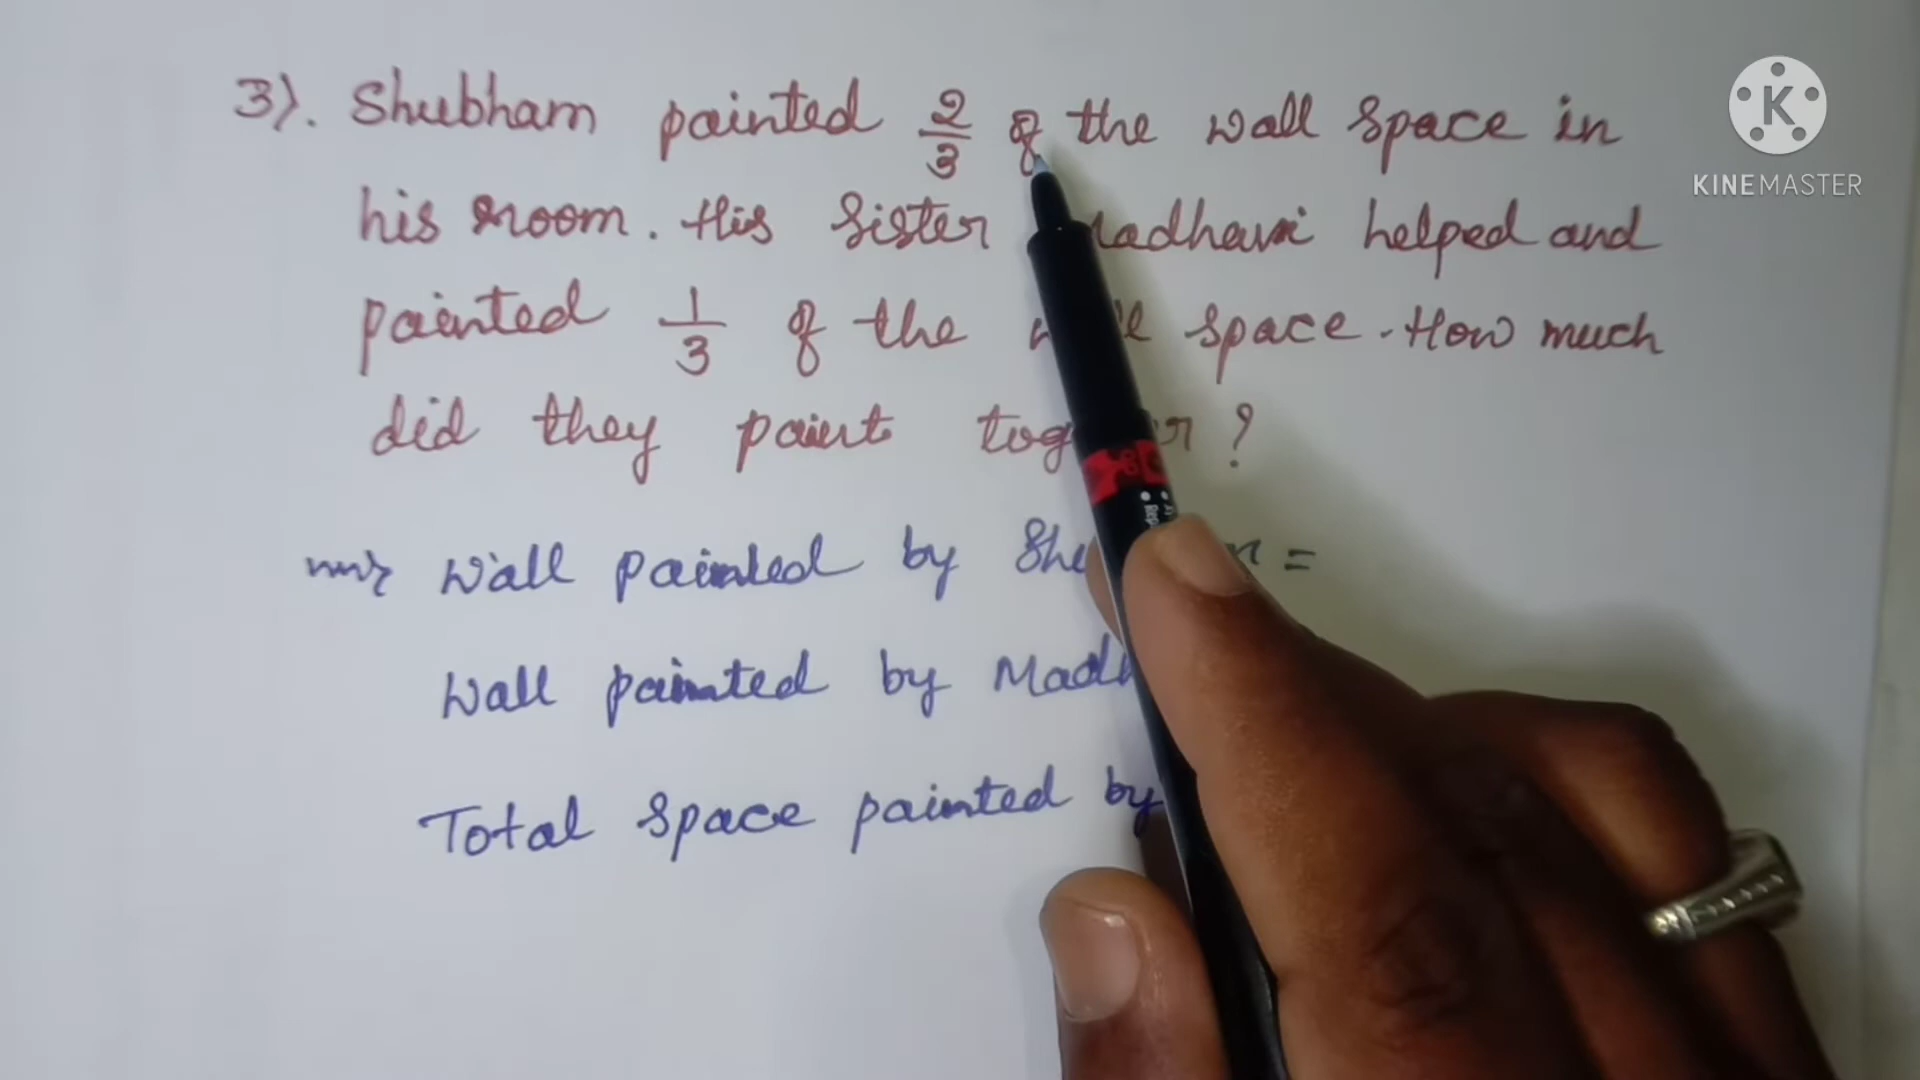 3). Shubham painted 2/3 of the wall space in
his room. His sister Madhavi helped and
painted 1/3 of the space. How much
did they paint together?
Wall painted by =
Wall painted by
Total space painted by
K
KINEMASTER